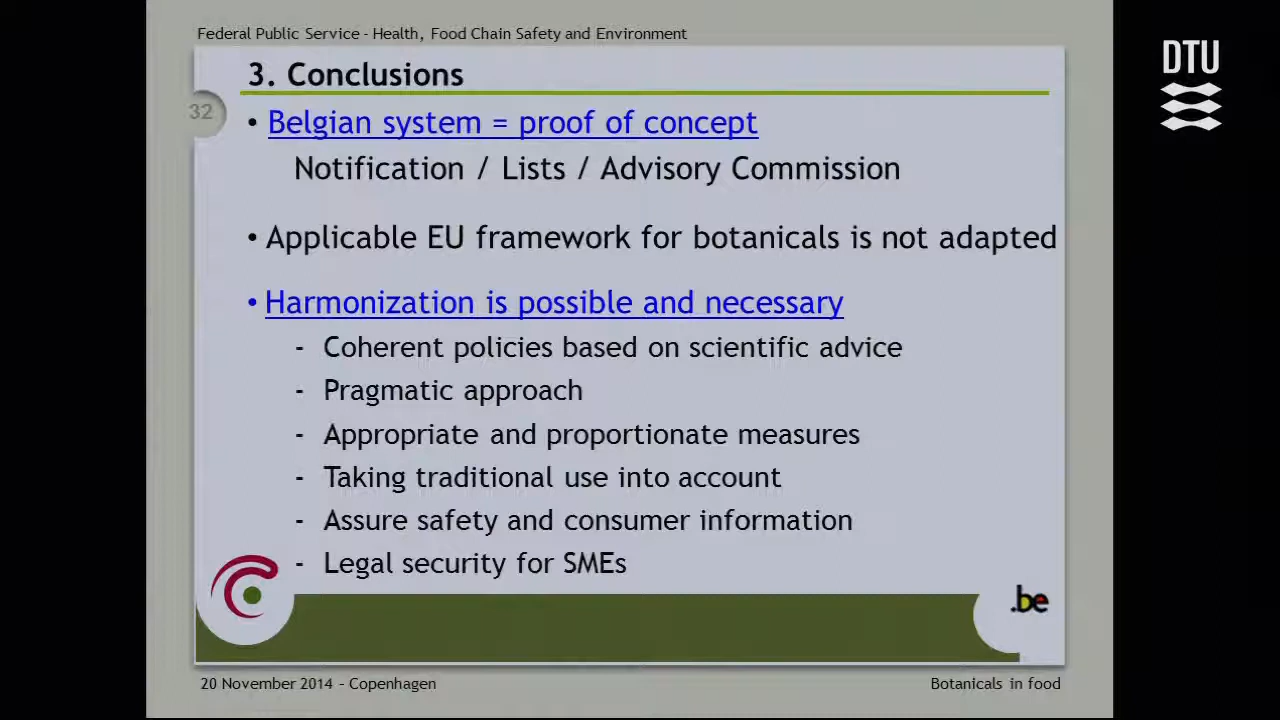 Federal Public Service - Health, Food Chain Safety and Environment
DTU
3. Conclusions
32
• Belgian system = proof of concept
Notification / Lists / Advisory Commission
• Applicable EU framework for botanicals is not adapted
• Harmonization is possible and necessary
- Coherent policies based on scientific advice
- Pragmatic approach
- Appropriate and proportionate measures
- Taking traditional use into account
- Assure safety and consumer information
- Legal security for SMEs
.be
20 November 2014 – Copenhagen
Botanicals in food